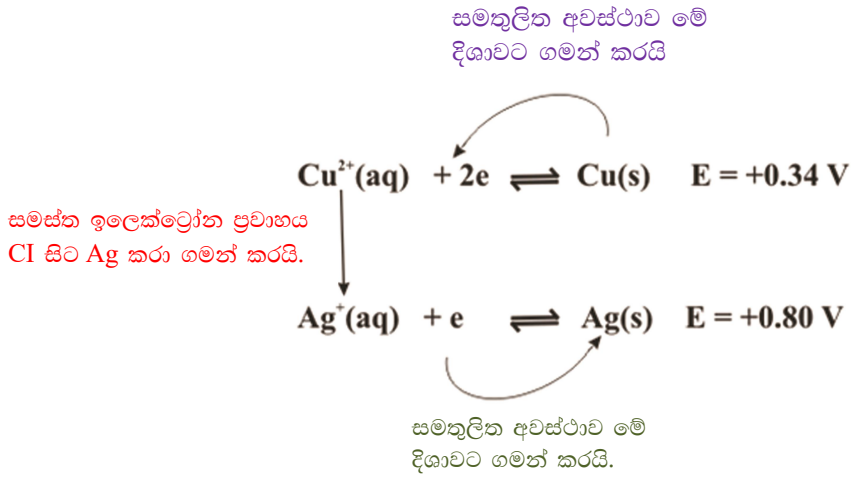 සමතුලිත අවස්ථාව මේ
දිශාවට ගමන් කරයි
Cu²⁺(aq) + 2e ⇌ Cu(s) E = +0.34 V
සමස්ත ඉලෙක්ට්‍රෝන ප්‍රවාහය
CI සිට Ag කරා ගමන් කරයි.
Ag⁺(aq) + e ⇌ Ag(s) E = +0.80 V
සමතුලිත අවස්ථාව මේ
දිශාවට ගමන් කරයි.